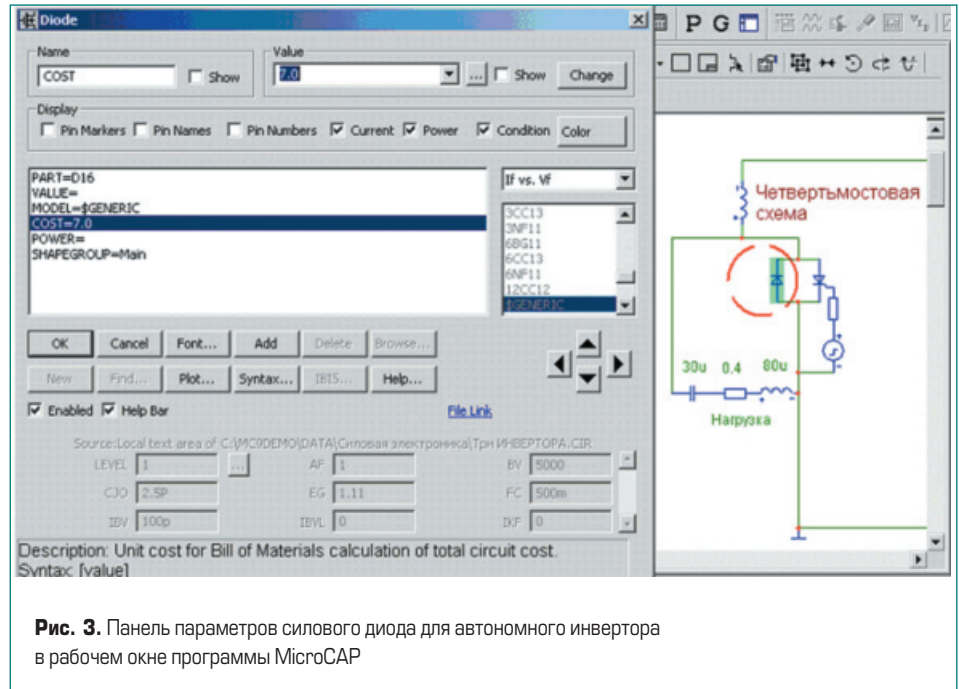 Diode
P G
Name
COST
Show
Value
7.0
...
Show
Change
Display
Pin Markers
Pin Names
Pin Numbers
Current
Power
Condition
Color
PART=D16
VALUE=
MODEL=$GENERIC
COST=7.0
POWER=
SHAPEGROUP=Main
If vs. Vf
3CC13
3NF11
6BG11
6CC13
6NF11
12CC12
$GENERIC
OK
Cancel
Font...
Add
Delete
Browse...
New
Find...
Plot...
Syntax...
IBIS...
Help...
Enabled
Help Bar
File Link
Source:Local text area of C:\MC9DEMO\DATA\Силовая электроника\Три ИНВЕРТОРА.CIR
LEVEL 1
...
AF 1
BV 5000
CJO 2.5P
EG 1.11
FC 500m
IBV 100p
IBVL 0
IKF 0
Description: Unit cost for Bill of Materials calculation of total circuit cost.
Syntax: [value]
Четвертьмостовая
схема
30u 0.4 80u
Нагрузка
Рис. 3. Панель параметров силового диода для автономного инвертора
в рабочем окне программы MicroCAP